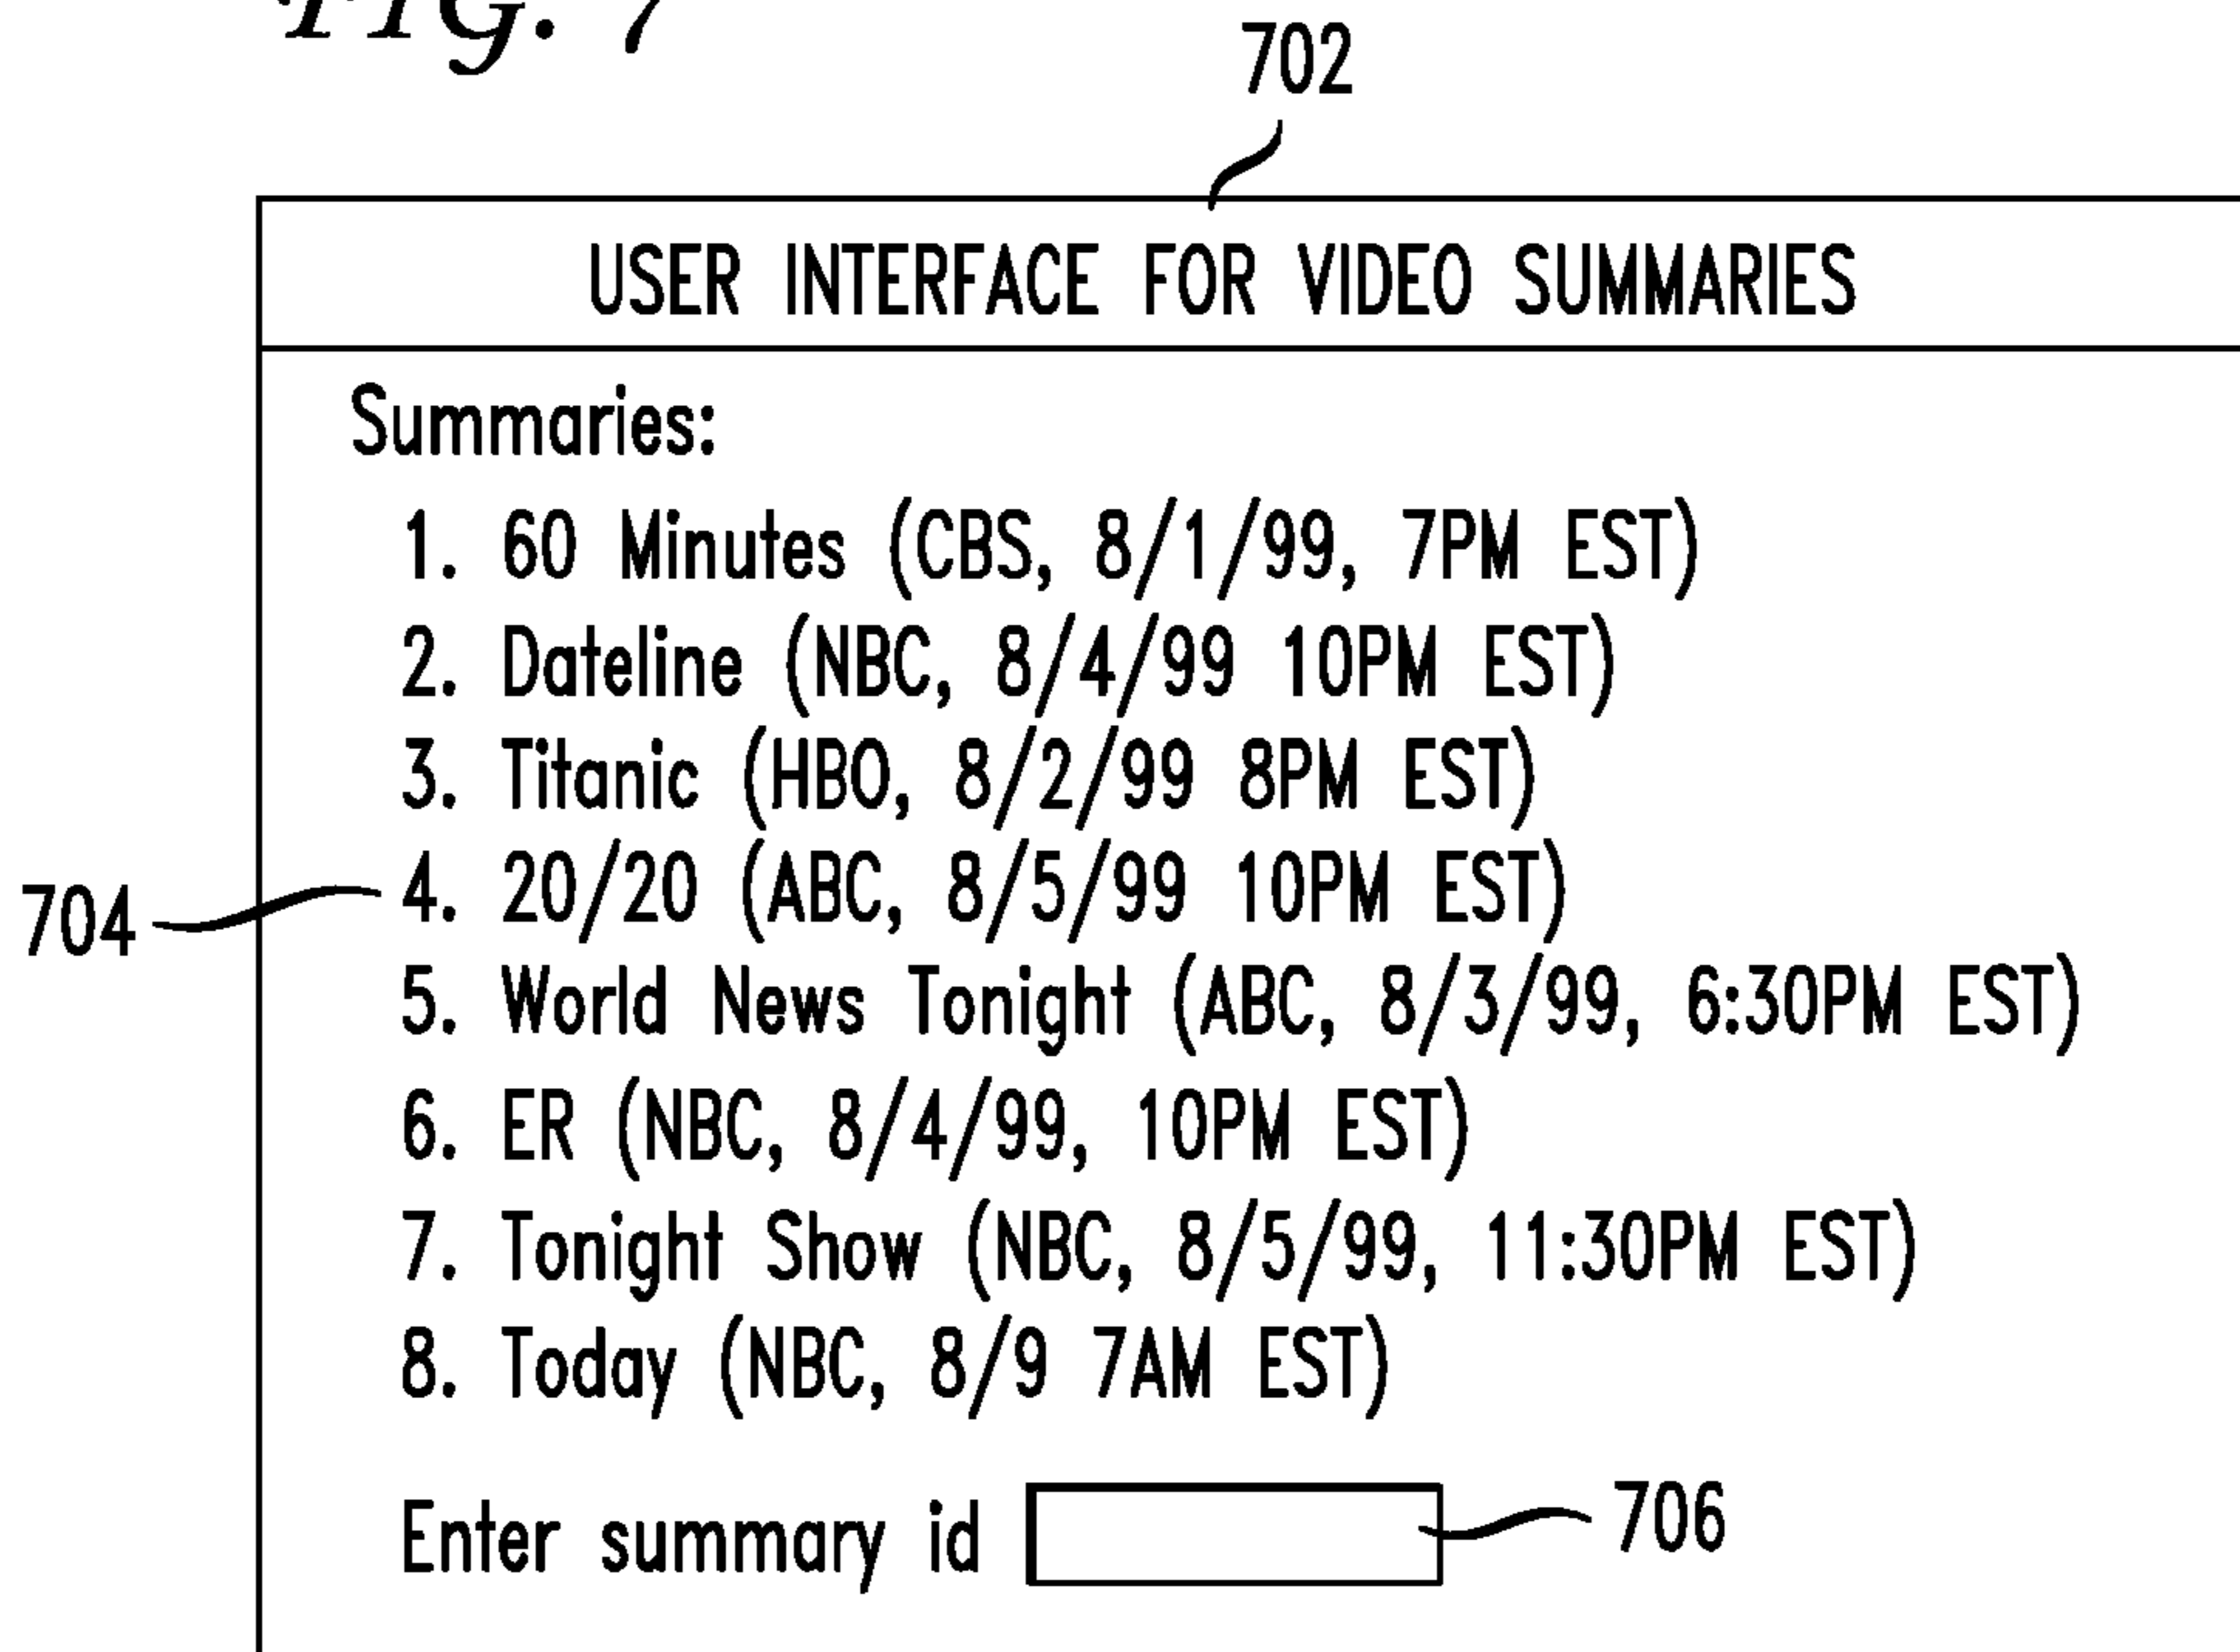 FIG. 7
702
USER INTERFACE FOR VIDEO SUMMARIES
Summaries:
1. 60 Minutes (CBS, 8/1/99, 7PM EST)
2. Dateline (NBC, 8/4/99 10PM EST)
3. Titanic (HBO, 8/2/99 8PM EST)
704 4. 20/20 (ABC, 8/5/99 10PM EST)
5. World News Tonight (ABC, 8/3/99, 6:30PM EST)
6. ER (NBC, 8/4/99, 10PM EST)
7. Tonight Show (NBC, 8/5/99, 11:30PM EST)
8. Today (NBC, 8/9 7AM EST)
Enter summary id 706